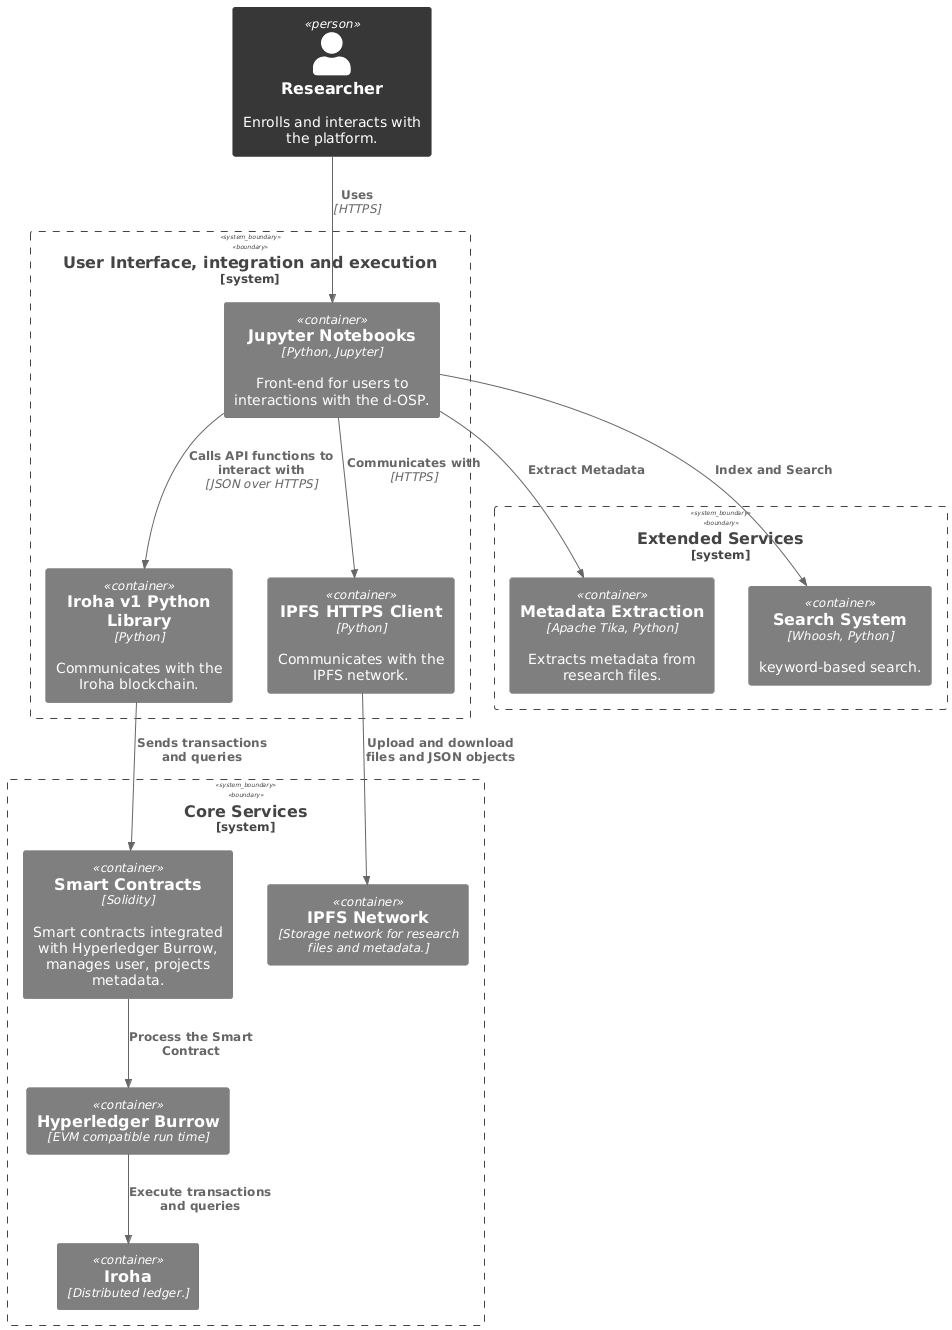 «person»
Researcher
Enrolls and interacts with
the platform.
Uses
[HTTPS]
«system_boundary»
«boundary»
User Interface, integration and execution
[system]
«container»
Jupyter Notebooks
[Python, Jupyter]
Front-end for users to
interactions with the d-OSP.
Calls API functions to
interact with
[JSON over HTTPS]
Communicates with
[HTTPS]
Extract Metadata
Index and Search
«system_boundary»
«boundary»
Extended Services
[system]
«container»
Iroha v1 Python
Library
[Python]
Communicates with the
Iroha blockchain.
«container»
IPFS HTTPS Client
[Python]
Communicates with the
IPFS network.
«container»
Metadata Extraction
[Apache Tika, Python]
Extracts metadata from
research files.
«container»
Search System
[Whoosh, Python]
keyword-based search.
Sends transactions
and queries
Upload and download
files and JSON objects
«system_boundary»
«boundary»
Core Services
[system]
«container»
Smart Contracts
[Solidity]
Smart contracts integrated
with Hyperledger Burrow,
manages user, projects
metadata.
«container»
IPFS Network
[Storage network for research
files and metadata.]
Process the Smart
Contract
«container»
Hyperledger Burrow
[EVM compatible run time]
Execute transactions
and queries
«container»
Iroha
[Distributed ledger.]